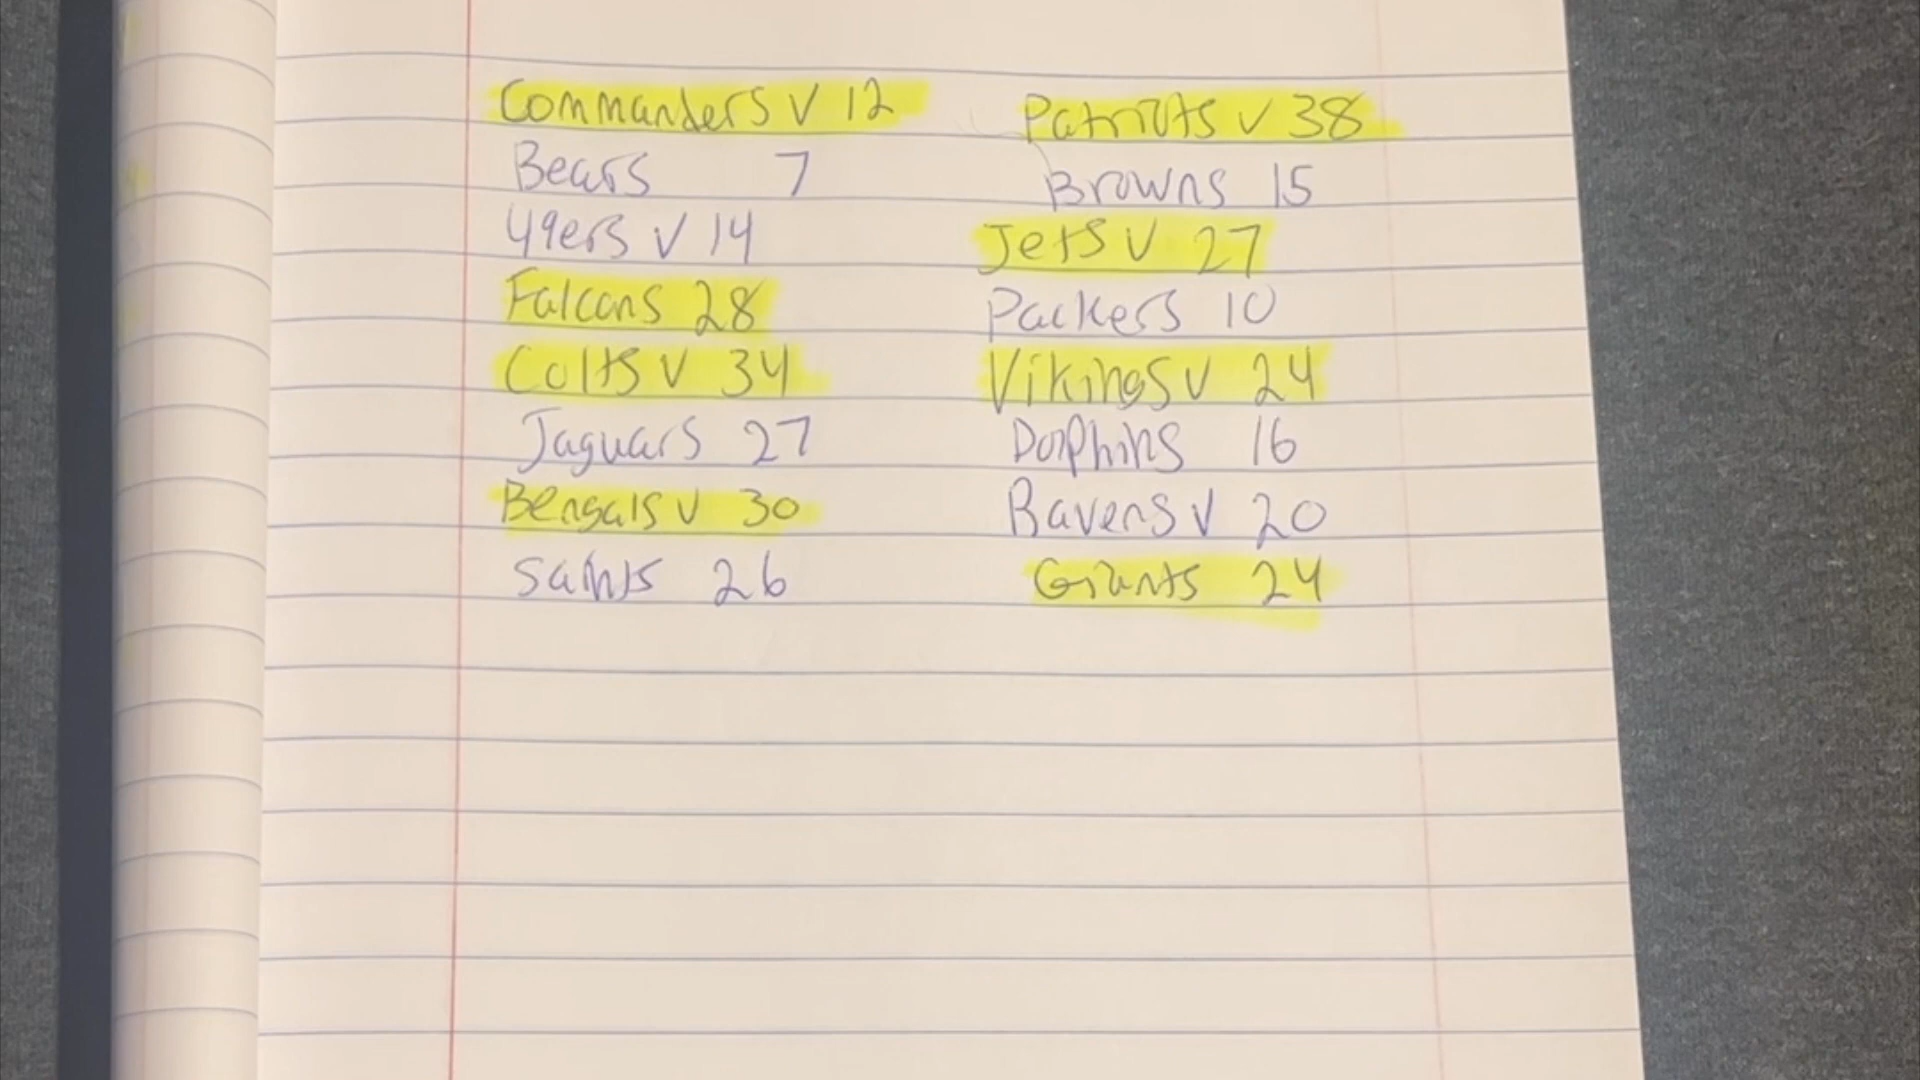 Commanders v 12
Bears 7
49ers v 14
Falcons 28
Colts v 34
Jaguars 27
Bengals v 30
Saints 26
Patriots v 38
Browns 15
Jets v 27
Packers 10
Vikings v 24
Dolphins 16
Ravens v 20
Giants 24